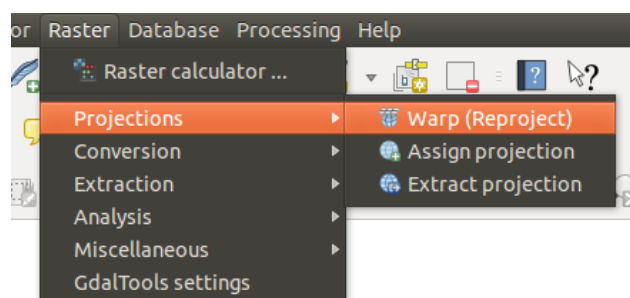 or Raster Database Processing Help
Raster calculator ...
Projections
Warp (Reproject)
Conversion
Assign projection
Extraction
Extract projection
Analysis
Miscellaneous
GdalTools settings